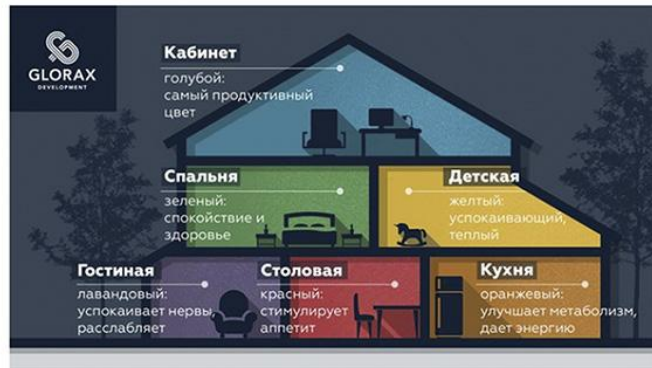 GLORAX
DEVELOPMENT
Кабинет
голубой:
самый продуктивный
цвет
Спальня
зеленый:
спокойствие и
здоровье
Детская
желтый:
успокаивающий,
теплый
Гостиная
лавандовый:
успокаивает нервы,
расслабляет
Столовая
красный:
стимулирует
аппетит
Кухня
оранжевый:
улучшает метаболизм,
дает энергию